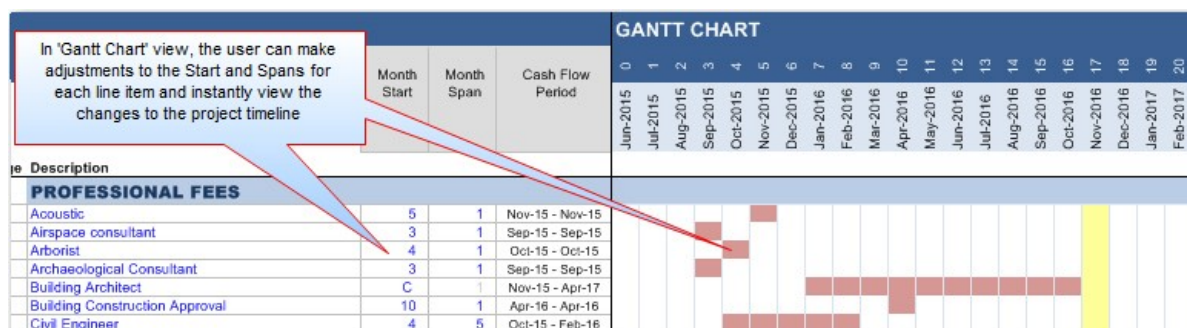 GANTT CHART
In 'Gantt Chart' view, the user can make
adjustments to the Start and Spans for
each line item and instantly view the
changes to the project timeline
Month Start
Month Span
Cash Flow Period
0 1 2 3 4 5 6 7 8 9 10 11 12 13 14 15 16 17 18 19 20
Jun-2015 Jul-2015 Aug-2015 Sep-2015 Oct-2015 Nov-2015 Dec-2015 Jan-2016 Feb-2016 Mar-2016 Apr-2016 May-2016 Jun-2016 Jul-2016 Aug-2016 Sep-2016 Oct-2016 Nov-2016 Dec-2016 Jan-2017 Feb-2017
Description
PROFESSIONAL FEES
Acoustic 5 1 Nov-15 - Nov-15
Airspace consultant 3 1 Sep-15 - Sep-15
Arborist 4 1 Oct-15 - Oct-15
Archaeological Consultant 3 1 Sep-15 - Sep-15
Building Architect C 1 Nov-15 - Apr-17
Building Construction Approval 10 1 Apr-16 - Apr-16
Civil Engineer 4 5 Oct-15 - Feb-16